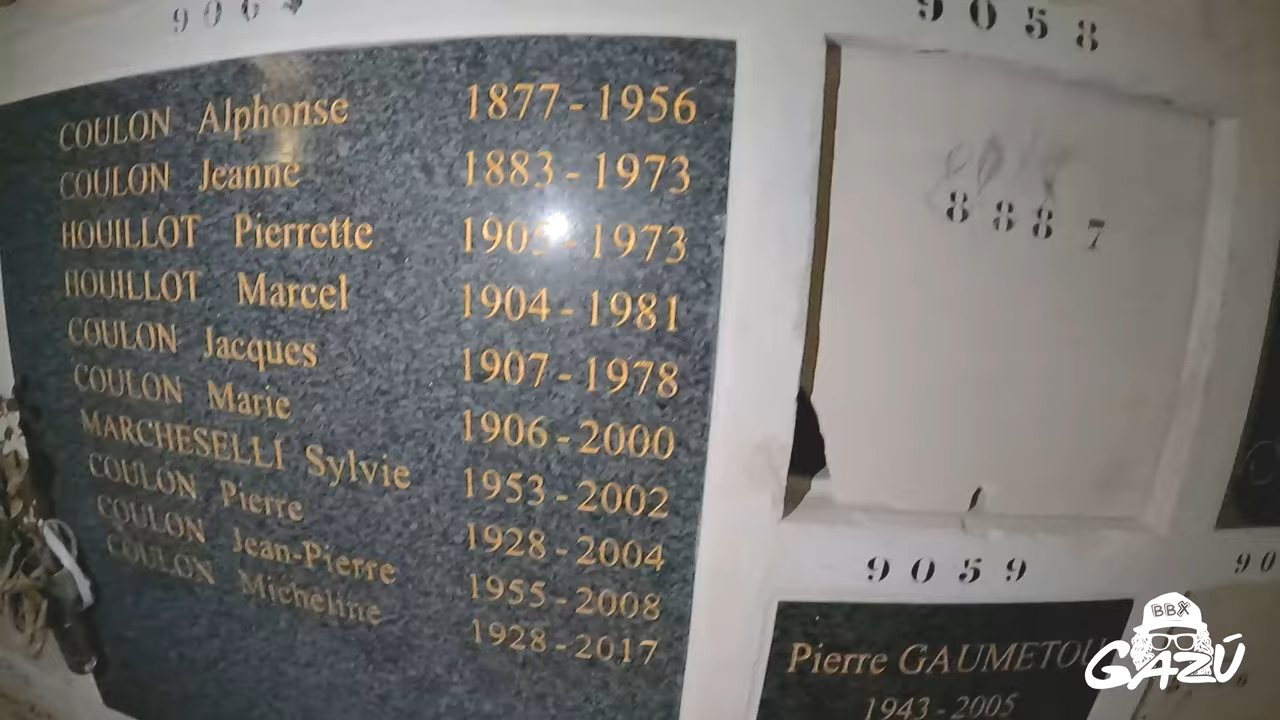 9058
COULON Alphonse 1877-1956
COULON Jeanne 1883-1973
HOUILLOT Pierrette 1973
HOUILLOT Marcel 1904-1981
COULON Jacques 1907-1978
COULON Marie 1906-2000
MARCHESELLI Sylvie 1953-2002
COULON Pierre 1928-2004
COULON Jean-Pierre 1955-2008
COULON Micheline 1928-2017
8887
9059
90
Pierre
1943-2005
BBX
GAZÚ